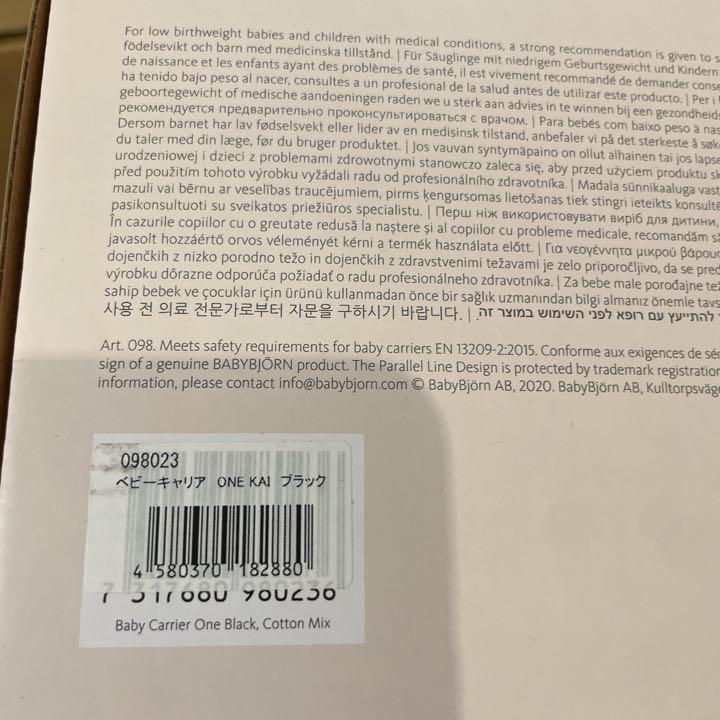 For low birthweight babies and children with medical conditions, a strong recommendation is given to s
födelsevikt och barn med medicinska tillstånd. | Für Säuglinge mit niedrigem Geburtsgewicht und Kindern
de naissance et les enfants ayant des problèmes de santé, il est vivement recommandé de demander conse
ha tenido bajo peso al nacer, consultes a un profesional de la salud antes de utilizar este producto. | Per i
geboortegewicht of medische aandoeningen raden we u sterk aan advies in te winnen bij een gezondheids
рекомендуется предварительно проконсультироваться с врачом. | Para bebés com baixo peso à nas
Dersom barnet har lav fødselsvekt eller lider av en medisinsk tilstand, anbefaler vi på det sterkeste å søke
du taler med din læge, før du bruger produktet. | Jos vauvan syntymäpaino on ollut alhainen tai jos lapse
urodzeniowej i dzieci z problemami zdrowotnymi stanowczo zaleca się, aby przed użyciem produktu sk
před použitím tohoto výrobku vyžádali radu od profesionálního zdravotníka. | Madala sünnikaaluga vast
mazuli vai bērnu ar veselības traucējumiem, pirms ķengursomas lietošanas tiek stingri ieteikts konsultē
pasikonsultuoti su sveikatos priežiūros specialistu. | Перш ніж використовувати виріб для дитини,
În cazurile copiilor cu o greutate redusă la naștere și al copiilor cu probleme medicale, recomandăm să
javasolt hozzáértő orvos véleményét kérni a termék használata előtt. | Για νεογέννητα μικρού βάρους
dojenčkih z nizko porodno težo in dojenčkih z zdravstvenimi težavami je zelo priporočljivo, da se pred
výrobku dôrazne odporúča požiadať o radu profesionálneho zdravotníka. | Za bebe male porođajne tež
sahip bebek ve çocuklar için ürünü kullanmadan önce bir sağlık uzmanından bilgi almanız önemle tavs
사용 전 의료 전문가로부터 자문을 구하시기 바랍니다. | להתייעץ עם רופא לפני השימוש במוצר זה.
Art. 098. Meets safety requirements for baby carriers EN 13209-2:2015. Conforme aux exigences de séc
sign of a genuine BABYBJÖRN product. The Parallel Line Design is protected by trademark registration
information, please contact info@babybjorn.com © BabyBjörn AB, 2020. BabyBjörn AB, Kulltorpsväge
098023
ベビーキャリア ONE KAI ブラック
4 580370 182880
7 317680 980236
Baby Carrier One Black, Cotton Mix